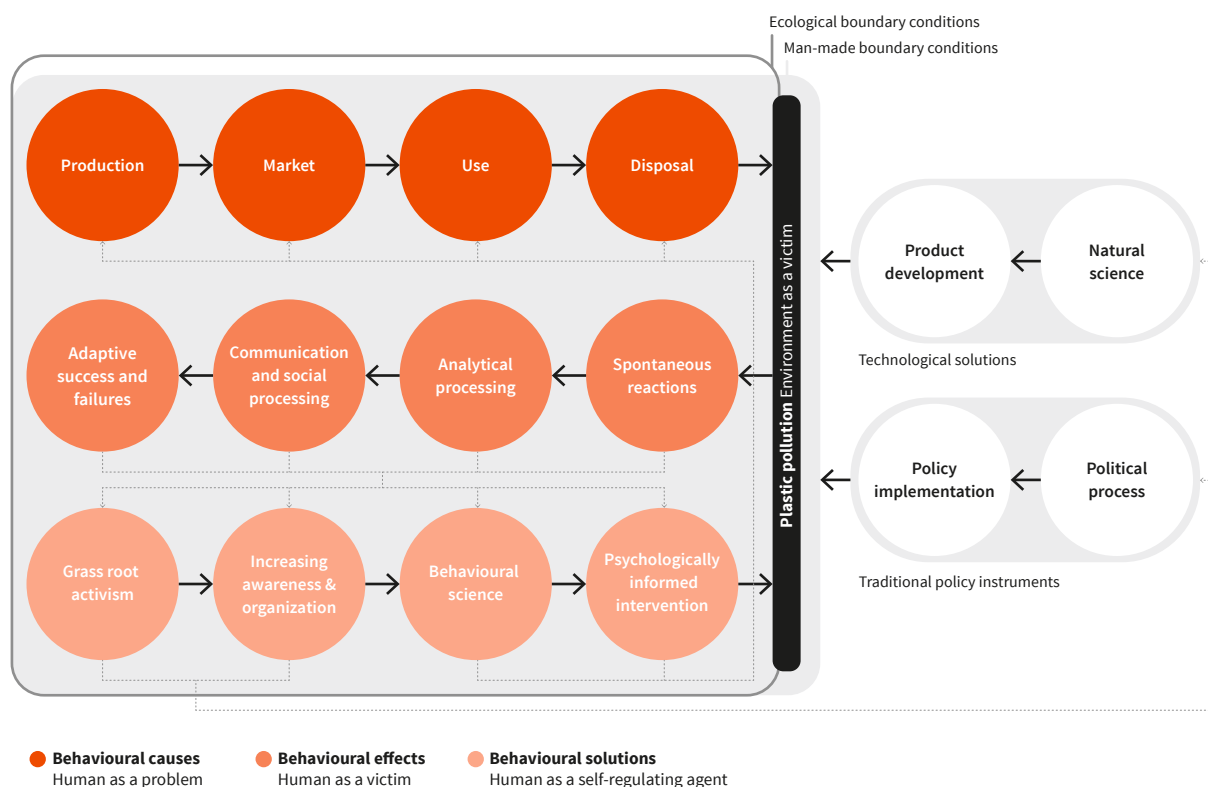 Ecological boundary conditions
Man-made boundary conditions
Production
Market
Use
Disposal
Plastic pollution Environment as a victim
Product
development
Natural
science
Technological solutions
Adaptive
success and
failures
Communication
and social
processing
Analytical
processing
Spontaneous
reactions
Policy
implementation
Political
process
Traditional policy instruments
Grass root
activism
Increasing
awareness &
organization
Behavioural
science
Psychologically
informed
intervention
Behavioural causes
Human as a problem
Behavioural effects
Human as a victim
Behavioural solutions
Human as a self-regulating agent